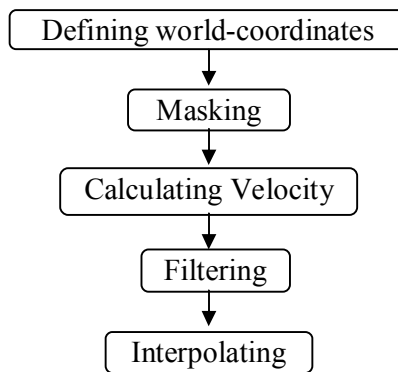 Defining world-coordinates
Masking
Calculating Velocity
Filtering
Interpolating